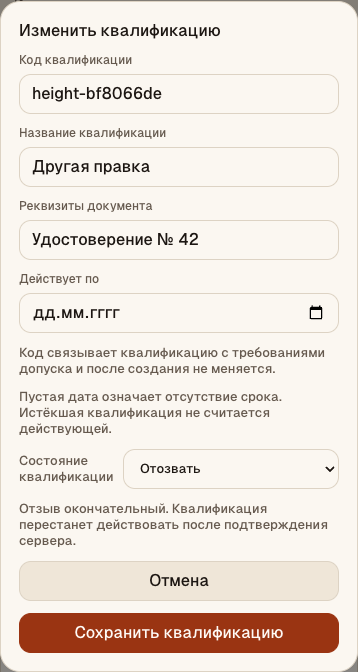 Изменить квалификацию
Код квалификации
height-bf8066de
Название квалификации
Другая правка
Реквизиты документа
Удостоверение № 42
Действует по
дд.мм.гггг
Код связывает квалификацию с требованиями
допуска и после создания не меняется.
Пустая дата означает отсутствие срока.
Истёкшая квалификация не считается
действующей.
Состояние
квалификации
Отозвать
Отзыв окончательный. Квалификация
перестанет действовать после подтверждения
сервера.
Отмена
Сохранить квалификацию